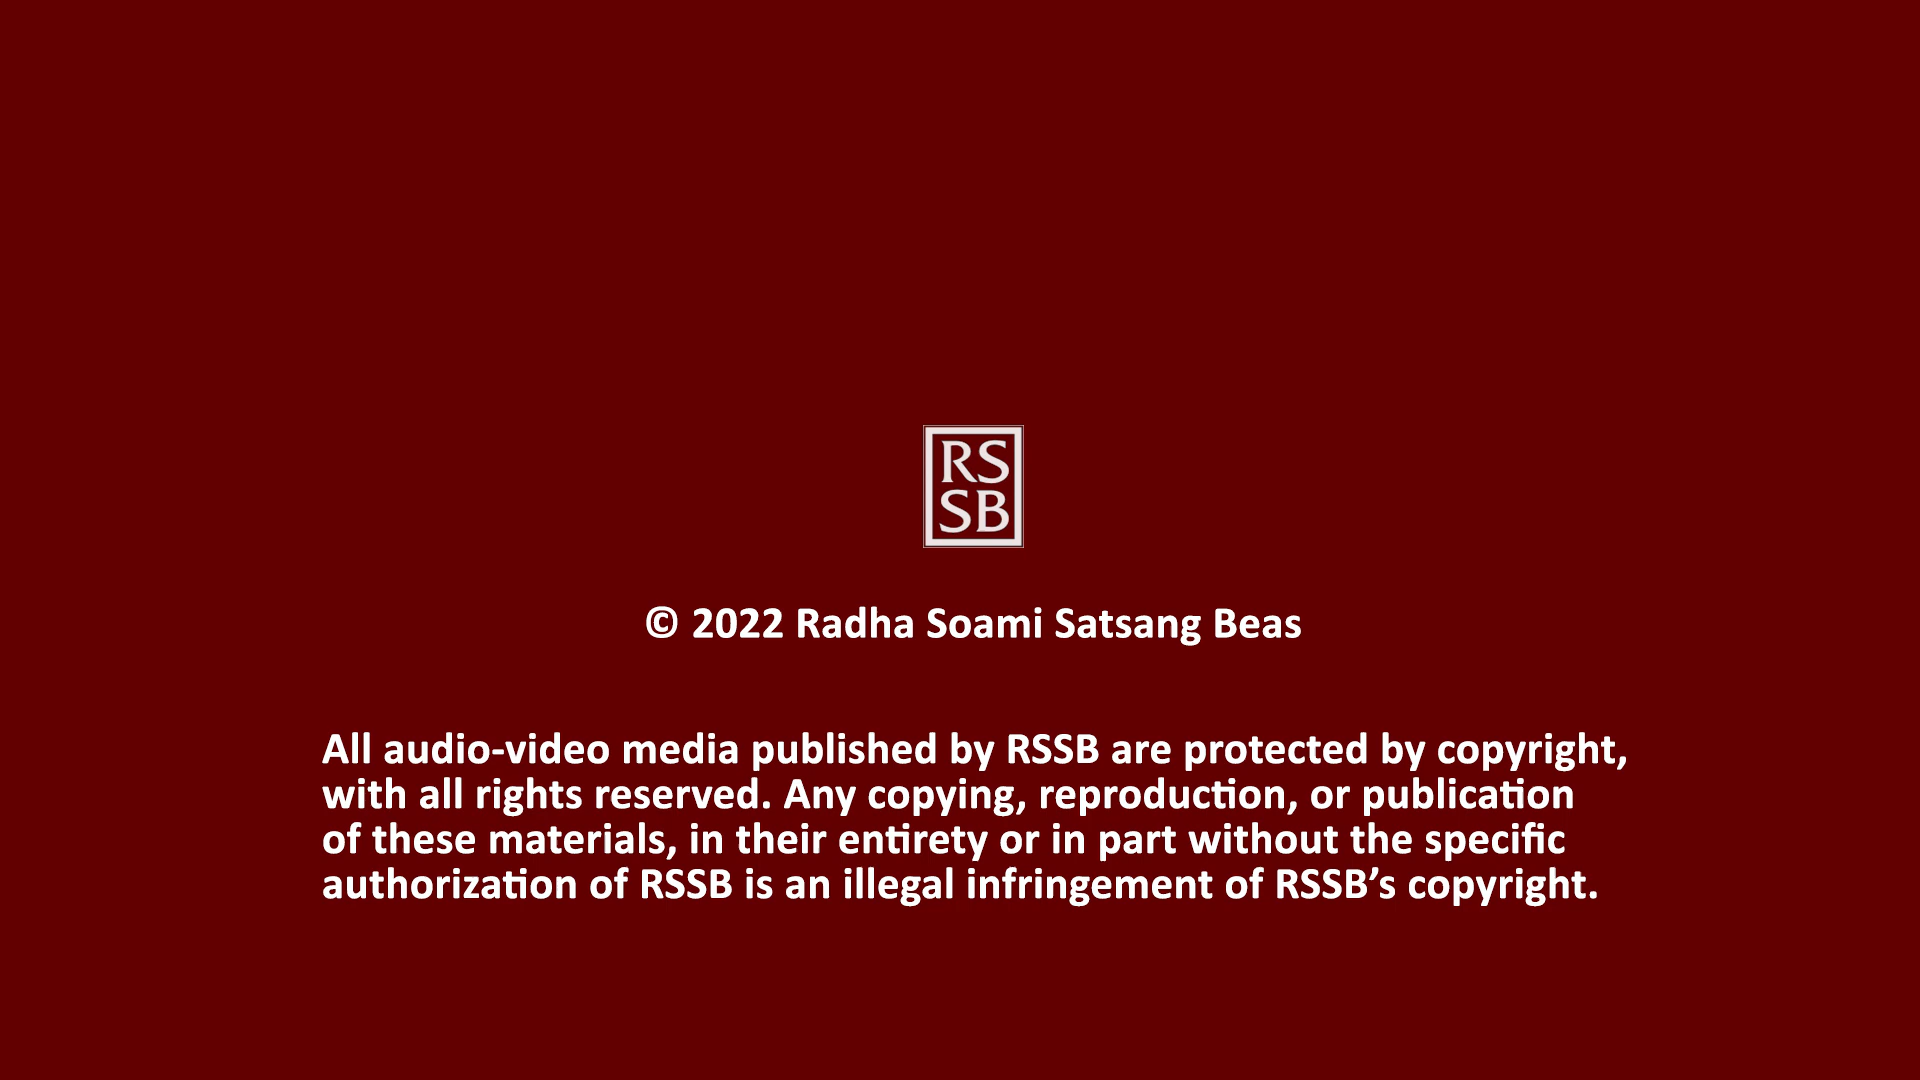 RS
SB
© 2022 Radha Soami Satsang Beas
All audio-video media published by RSSB are protected by copyright,
with all rights reserved. Any copying, reproduction, or publication
of these materials, in their entirety or in part without the specific
authorization of RSSB is an illegal infringement of RSSB’s copyright.